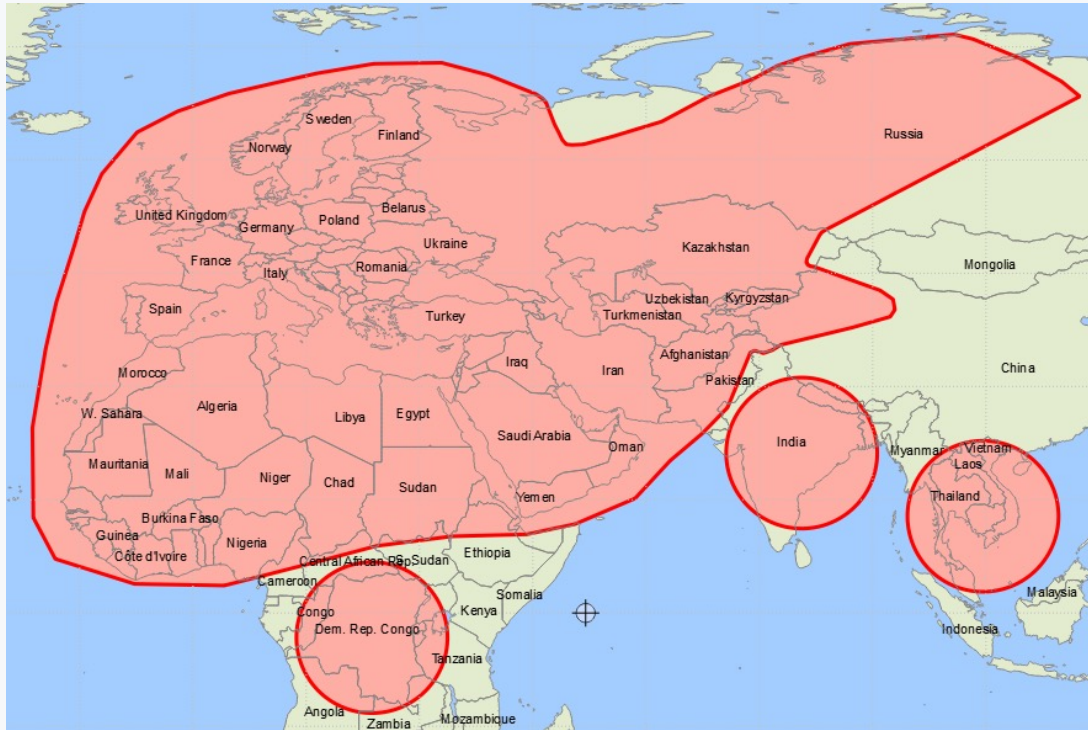 Sweden
Finland
Norway
Russia
United Kingdom
Belarus
Poland
Germany
Ukraine
Kazakhstan
France
Romania
Italy
Mongolia
Spain
Uzbekistan
Kyrgyzstan
Turkey
Turkmenistan
Iraq
Afghanistan
Iran
China
Morocco
Pakistan
Algeria
W. Sahara
Libya
Egypt
Saudi Arabia
India
Oman
Myanmar
Vietnam
Mauritania
Laos
Mali
Niger
Chad
Sudan
Yemen
Thailand
Burkina Faso
Guinea
Nigeria
Côte d'Ivoire
Ethiopia
Central African Rep.
S. Sudan
Cameroon
Somalia
Malaysia
Congo
Kenya
Dem. Rep. Congo
Indonesia
Tanzania
Angola
Zambia
Mozambique